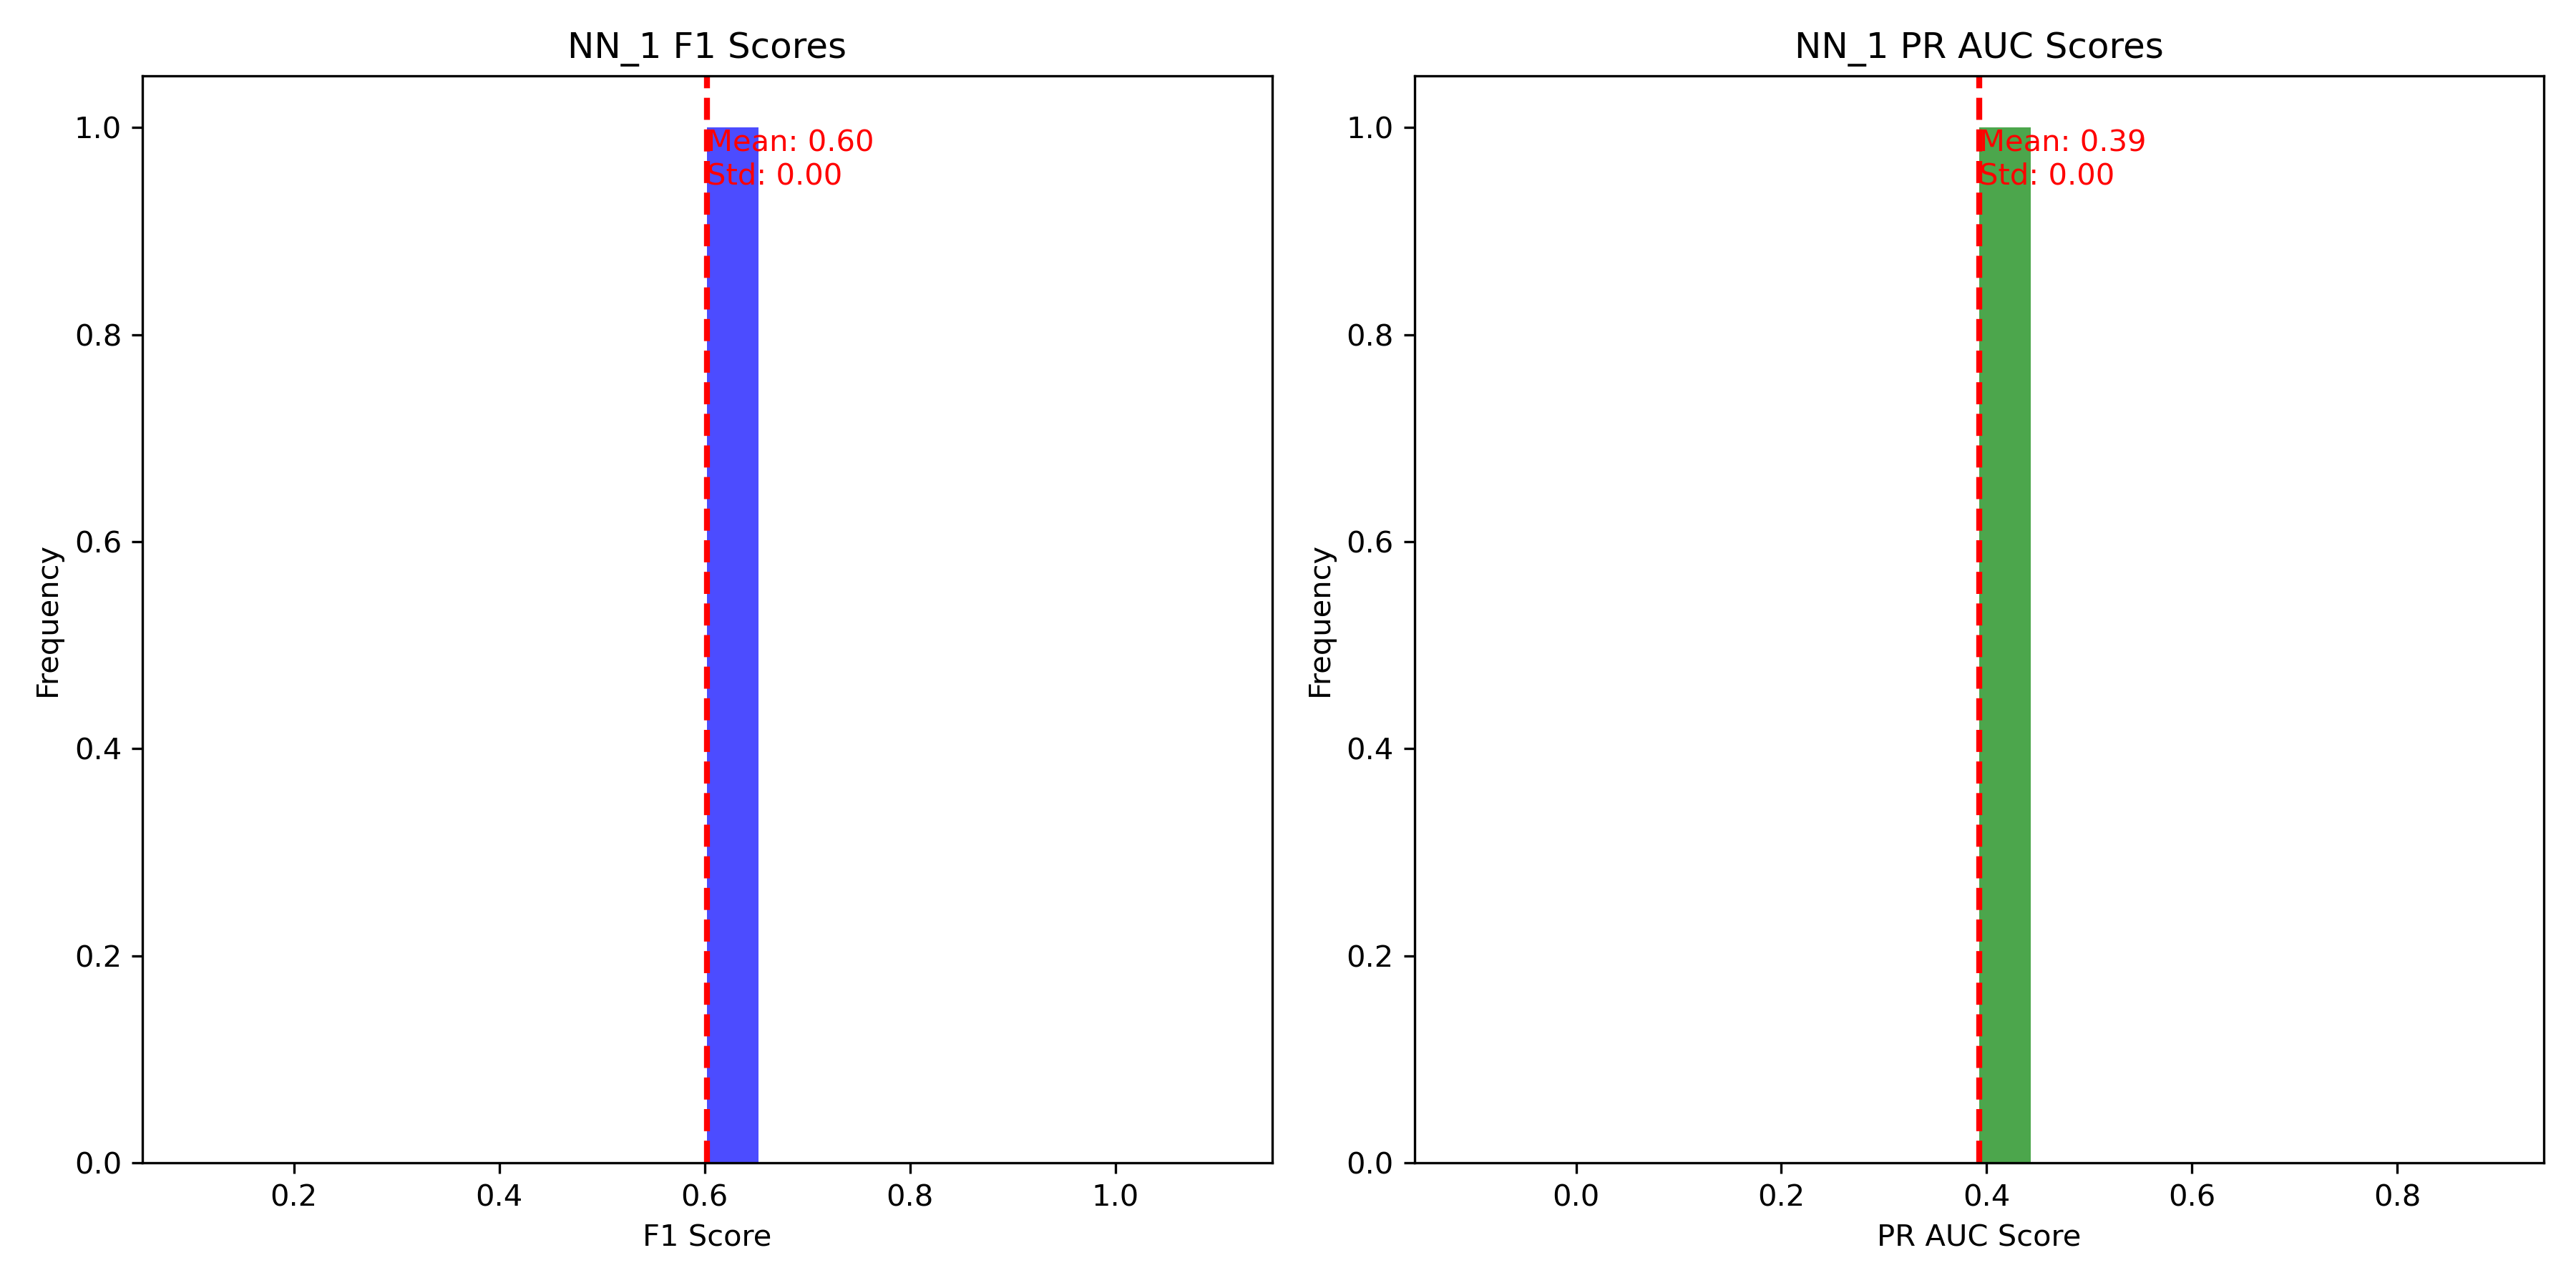 NN_1 F1 Scores
1.0
0.8
0.6
0.4
0.2
0.0
Frequency
Mean: 0.60
Std: 0.00
0.2 0.4 0.6 0.8 1.0
F1 Score
NN_1 PR AUC Scores
1.0
0.8
0.6
0.4
0.2
0.0
Frequency
Mean: 0.39
Std: 0.00
0.0 0.2 0.4 0.6 0.8
PR AUC Score